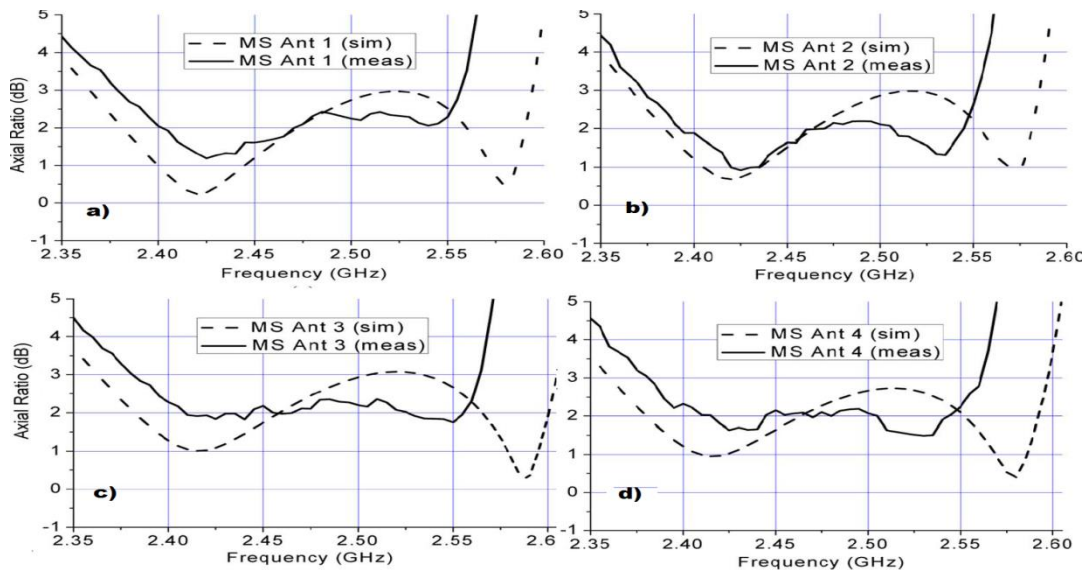 5
4
3
2
1
0
-1
Axial Ratio (dB)
MS Ant 1 (sim)
MS Ant 1 (meas)
a)
2.35 2.40 2.45 2.50 2.55 2.60
Frequency (GHz)
5
4
3
2
1
0
-1
MS Ant 2 (sim)
MS Ant 2 (meas)
b)
2.35 2.40 2.45 2.50 2.55 2.60
Frequency (GHz)
5
4
3
2
1
0
-1
Axial Ratio (dB)
MS Ant 3 (sim)
MS Ant 3 (meas)
c)
2.35 2.40 2.45 2.50 2.55 2.60
Frequency (GHz)
5
4
3
2
1
0
-1
MS Ant 4 (sim)
MS Ant 4 (meas)
d)
2.35 2.40 2.45 2.50 2.55 2.60
Frequency (GHz)